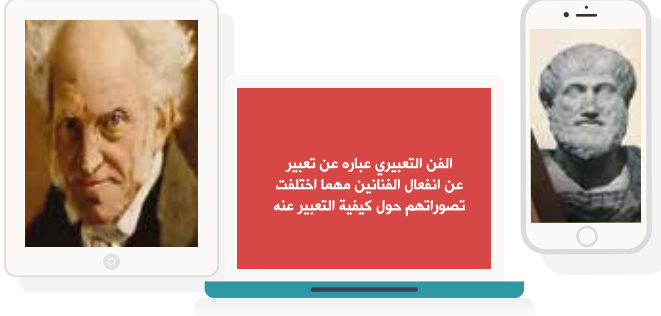 الفن التعبيري عباره عن تعبير
عن انفعال الفنانين مهما اختلفت
تصوراتهم حول كيفية التعبير عنه